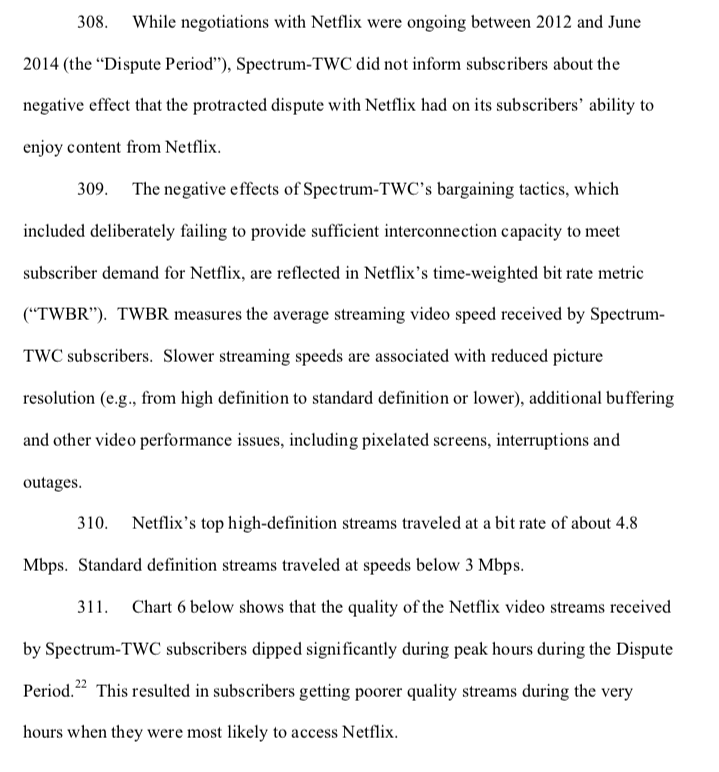 308. While negotiations with Netflix were ongoing between 2012 and June
2014 (the “Dispute Period”), Spectrum-TWC did not inform subscribers about the
negative effect that the protracted dispute with Netflix had on its subscribers’ ability to
enjoy content from Netflix.
309. The negative effects of Spectrum-TWC’s bargaining tactics, which
included deliberately failing to provide sufficient interconnection capacity to meet
subscriber demand for Netflix, are reflected in Netflix’s time-weighted bit rate metric
(“TWBR”). TWBR measures the average streaming video speed received by Spectrum-
TWC subscribers. Slower streaming speeds are associated with reduced picture
resolution (e.g., from high definition to standard definition or lower), additional buffering
and other video performance issues, including pixelated screens, interruptions and
outages.
310. Netflix’s top high-definition streams traveled at a bit rate of about 4.8
Mbps. Standard definition streams traveled at speeds below 3 Mbps.
311. Chart 6 below shows that the quality of the Netflix video streams received
by Spectrum-TWC subscribers dipped significantly during peak hours during the Dispute
Period.22 This resulted in subscribers getting poorer quality streams during the very
hours when they were most likely to access Netflix.